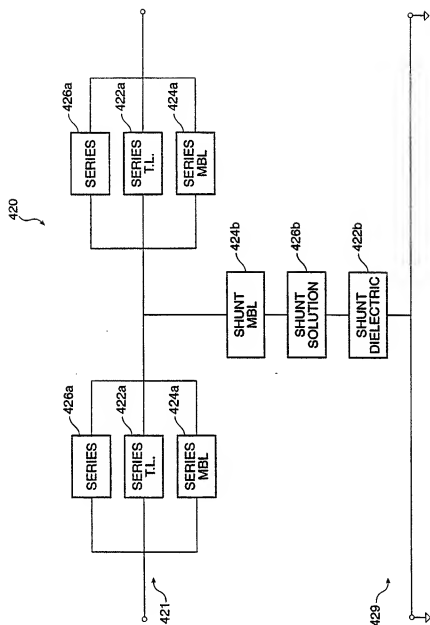 420
426a
SERIES
422a
SERIES
T.L.
424a
SERIES
MBL
426a
SERIES
422a
SERIES
T.L.
424a
SERIES
MBL
421
424b
SHUNT
MBL
426b
SHUNT
SOLUTION
422b
SHUNT
DIELECTRIC
429